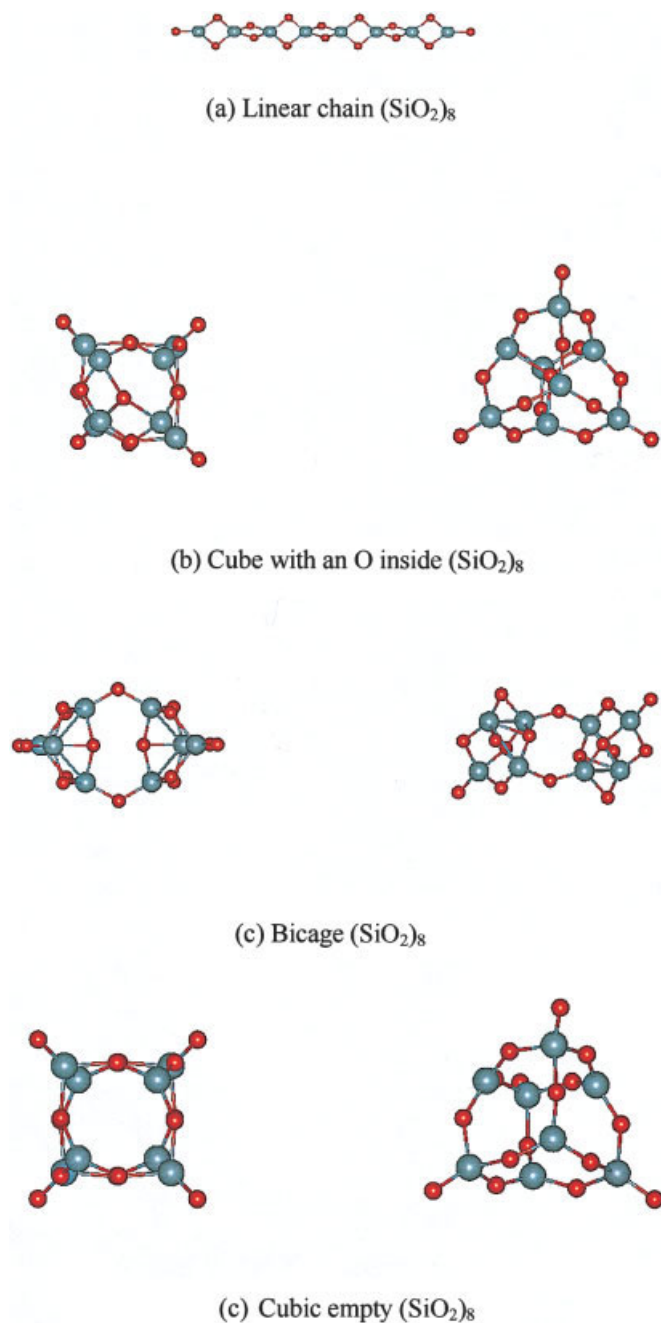 (a) Linear chain (SiO₂)₈
(b) Cube with an O inside (SiO₂)₈
(c) Bicage (SiO₂)₈
(c) Cubic empty (SiO₂)₈